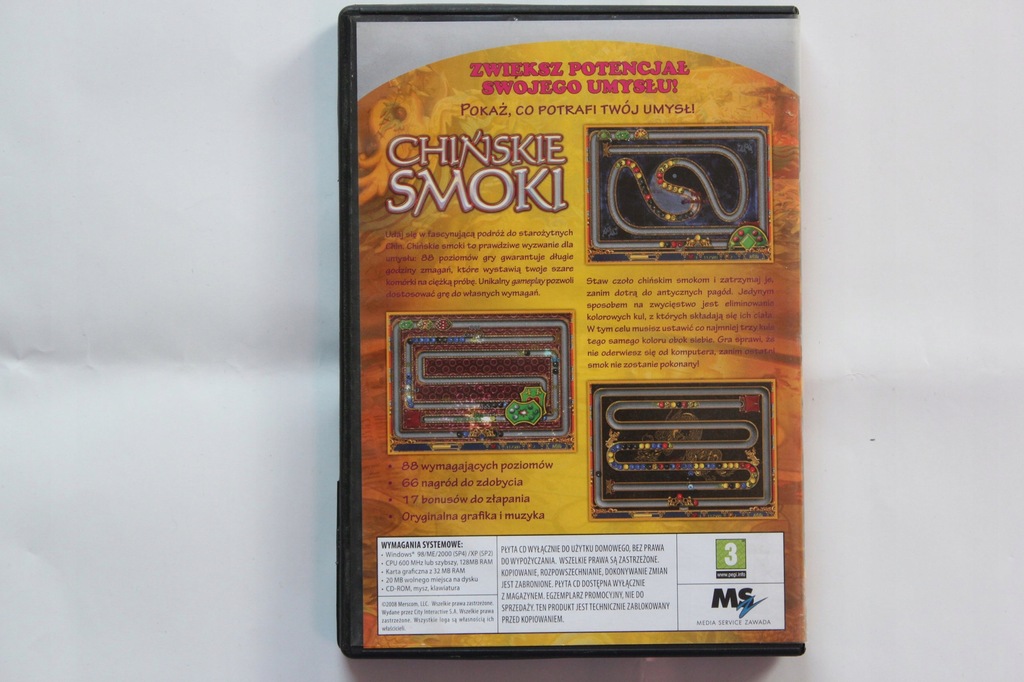 ZWIĘKSZ POTENCJAŁ
SWOJEGO UMYSŁU!
POKAŻ, CO POTRAFI TWÓJ UMYSŁ!
CHIŃSKIE
SMOKI
Udaj się w fascynującą podróż do starożytnych
Chin. Chińskie smoki to prawdziwe wyzwanie dla
umysłu: 88 poziomów gry gwarantuje długie
godziny zmagań, które wystawią twoje szare
komórki na ciężką próbę. Unikalny gameplay pozwoli
dostosować grę do własnych wymagań.
Staw czoło chińskim smokom i zatrzymaj je,
zanim dotrą do antycznych pagód. Jedynym
sposobem na zwycięstwo jest eliminowanie
kolorowych kul, z których składają się ich ciała.
W tym celu musisz ustawić co najmniej trzy kule
tego samego koloru obok siebie. Gra sprawi, że
nie oderwiesz się od komputera, zanim ostatni
smok nie zostanie pokonany!
• 88 wymagających poziomów
• 66 nagród do zdobycia
• 17 bonusów do złapania
• Oryginalna grafika i muzyka
WYMAGANIA SYSTEMOWE:
• Windows® 98/ME/2000 (SP4) /XP (SP2)
• CPU 600 MHz lub szybszy, 128MB RAM
• Karta graficzna z 32 MB RAM
• 20 MB wolnego miejsca na dysku
• CD-ROM, mysz, klawiatura
©2008 Merscom, LLC. Wszelkie prawa zastrzeżone.
Wydane przez City Interactive S.A. Wszelkie prawa
zastrzeżone. Wszystkie loga są własnością ich
właścicieli.
PŁYTA CD WYŁĄCZNIE DO UŻYTKU DOMOWEGO, BEZ PRAWA
DO WYPOŻYCZANIA. WSZELKIE PRAWA SĄ ZASTRZEŻONE.
KOPIOWANIE, ROZPOWSZECHNIANIE, DOKONYWANIE ZMIAN
JEST ZABRONIONE. PŁYTA CD DOSTĘPNA WYŁĄCZNIE
Z MAGAZYNEM. EGZEMPLARZ PROMOCYJNY, NIE DO
SPRZEDAŻY. TEN PRODUKT JEST TECHNICZNIE ZABLOKOWANY
PRZED KOPIOWANIEM.
3
www.pegi.info
MS
MEDIA SERVICE ZAWADA